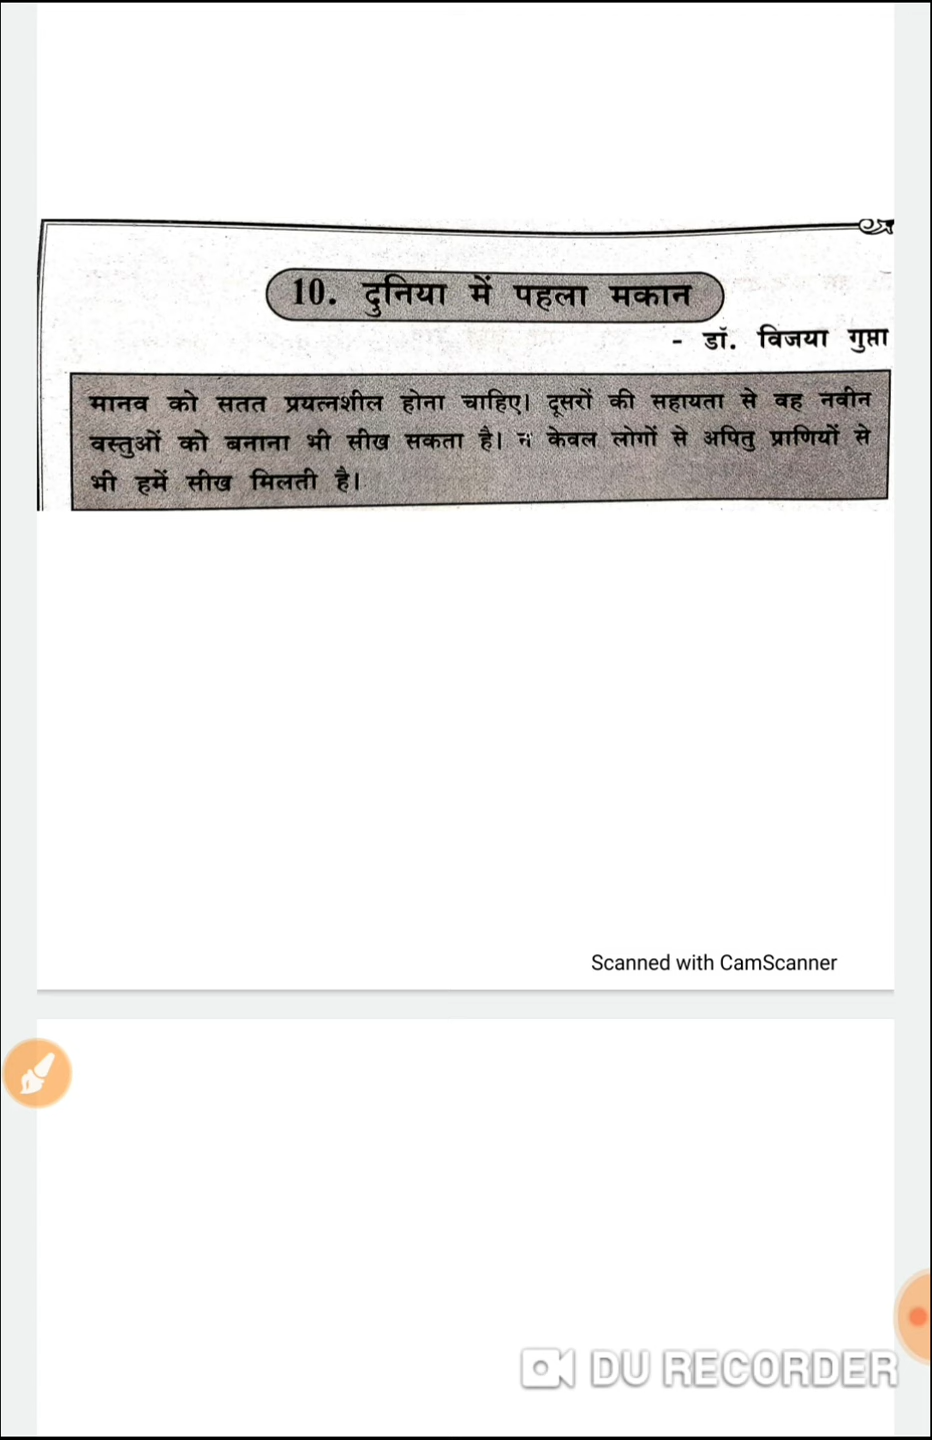 10. दुनिया में पहला मकान
- डॉ. विजया गुप्ता
मानव को सतत प्रयत्नशील होना चाहिए। दूसरों की सहायता से वह नवीन
वस्तुओं को बनाना भी सीख सकता है। न केवल लोगों से अपितु प्राणियों से
भी हमें सीख मिलती है।
Scanned with CamScanner
DU RECORDER